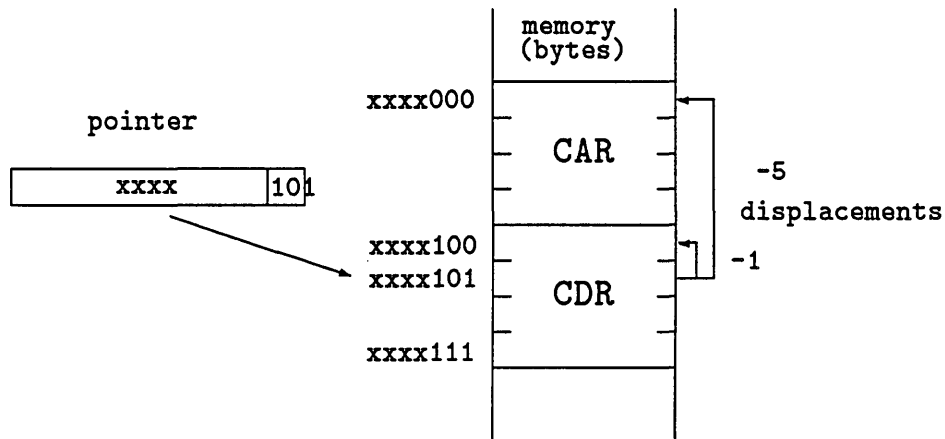 memory
(bytes)
xxxx000
pointer
CAR
xxxx
101
-5
displacements
xxxx100
-1
xxxx101
CDR
xxxx111